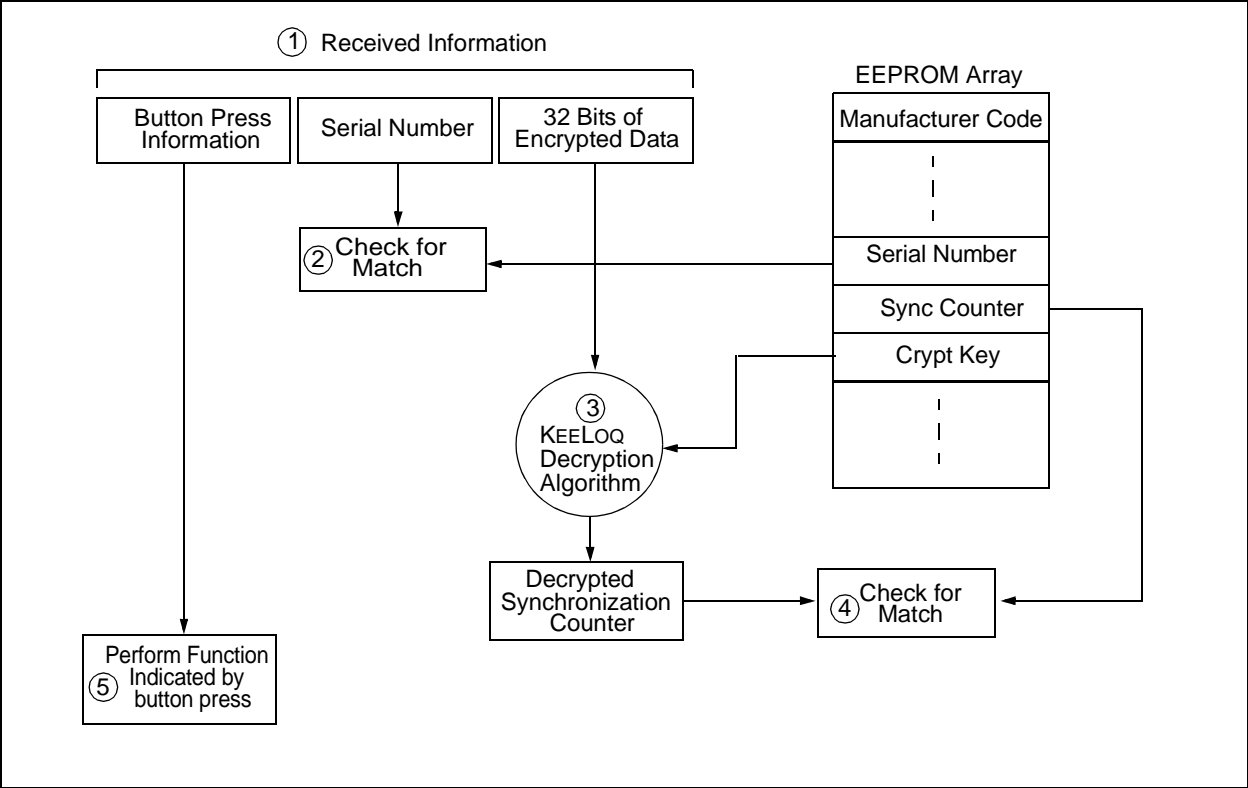 ① Received Information
Button Press
Information
Serial Number
32 Bits of
Encrypted Data
EEPROM Array
Manufacturer Code
Serial Number
Sync Counter
Crypt Key
② Check for
Match
③
KEELOQ
Decryption
Algorithm
Decrypted
Synchronization
Counter
④ Check for
Match
Perform Function
⑤ Indicated by
button press